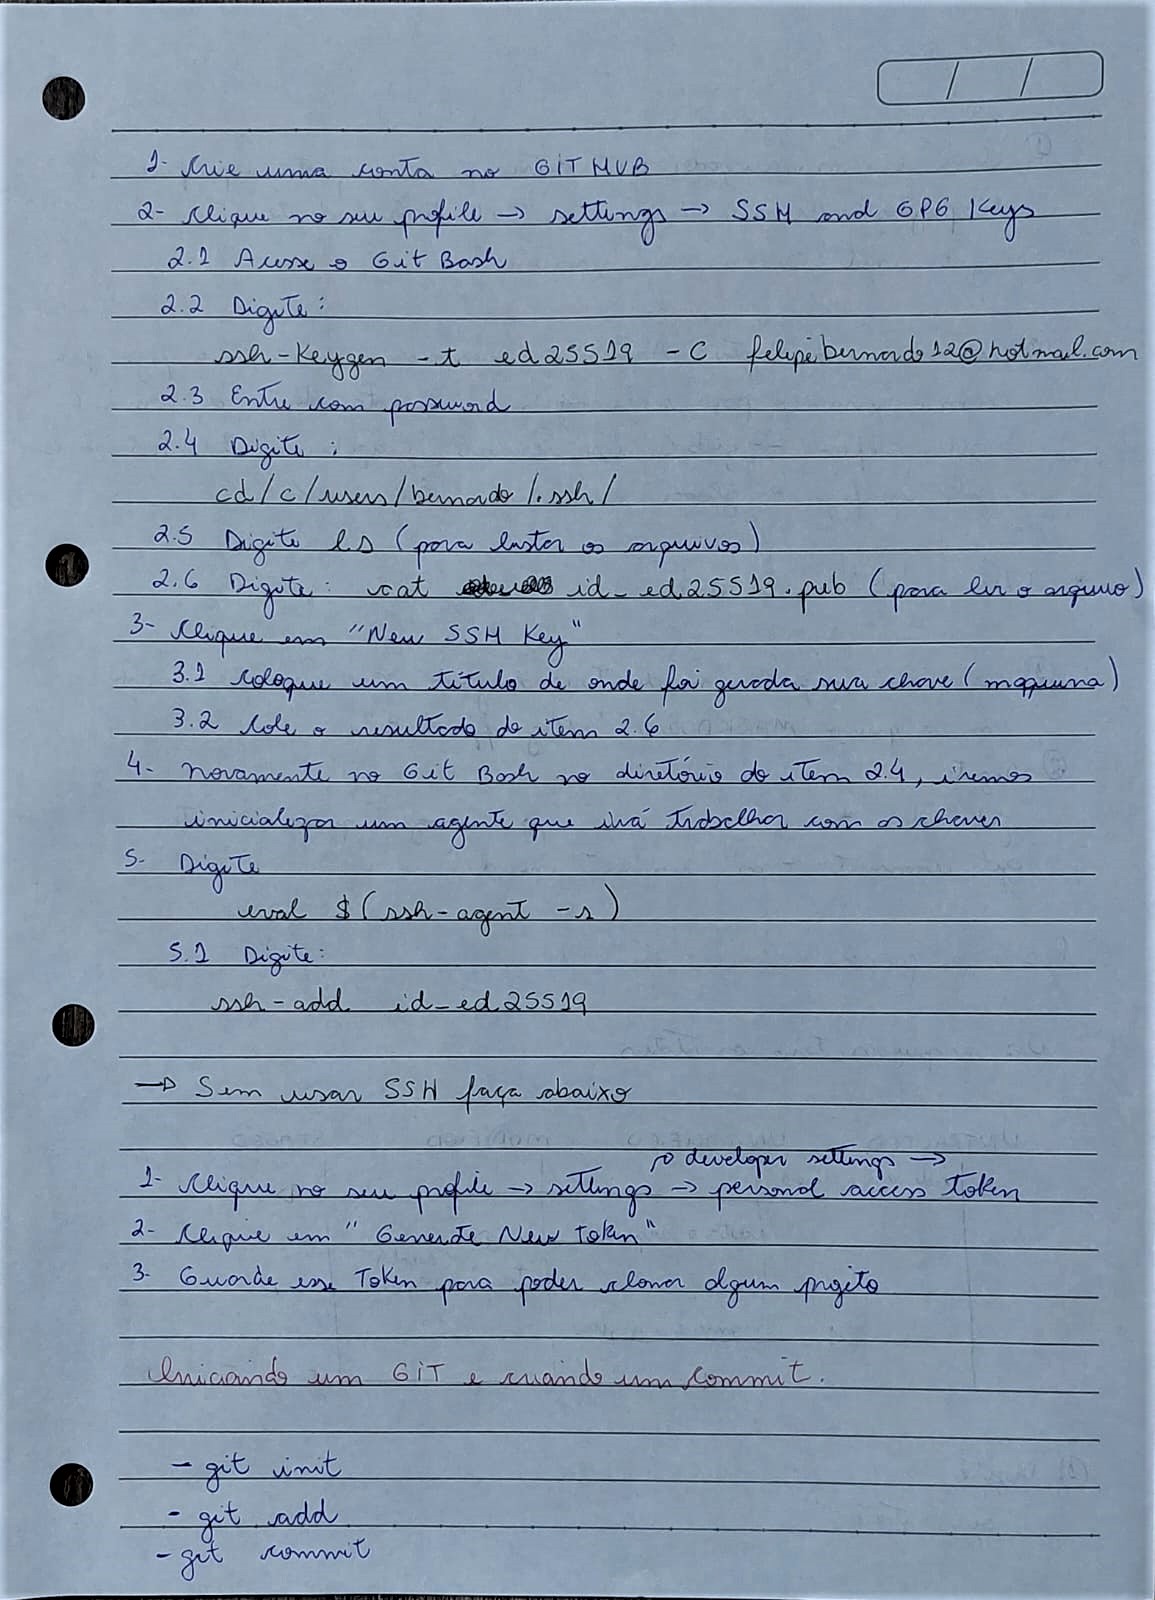 1- Crie uma conta no GITHUB
2- Clique no seu profile → settings → SSH and GPG Keys
2.1 Acesse o Git Bash
2.2 Digite:
ssh-Keygen -t ed25519 -C felipebernardo12@hotmail.com
2.3 Entre com password
2.4 Digite :
cd/c/users/bernardo/.ssh/
2.5 Digite ls (para listar os arquivos)
2.6 Digite: cat id_ed25519.pub (para ler o arquivo)
3- Clique em "New SSH Key"
3.1 Coloque um título de onde foi gerada sua chave (maquina)
3.2 Cole o resultado do item 2.6
4- Novamente no Git Bash no diretório do item 2.4, iremos
inicializar um agente que irá trabalhar com as chaves
5- Digite
eval $(ssh-agent -s)
5.1 Digite:
ssh-add id_ed25519
→ Sem usar SSH faça abaixo
developer settings →
1- Clique no seu profile → settings → personal access token
2- Clique em "Generate New Token"
3- Guarde esse Token para poder clonar algum projeto
Iniciando um GIT e criando um commit.
- git init
- git add
- git commit